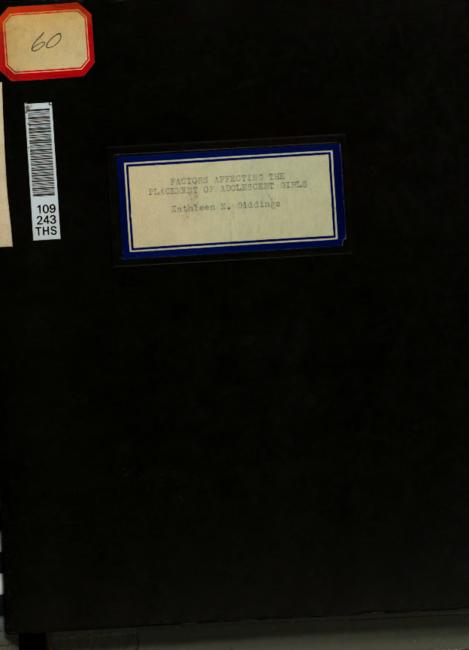 60
109
243
THS
FACTORS AFFECTING THE
PLACEMENT OF ADOLESCENT GIRLS
Kathleen E. Giddings